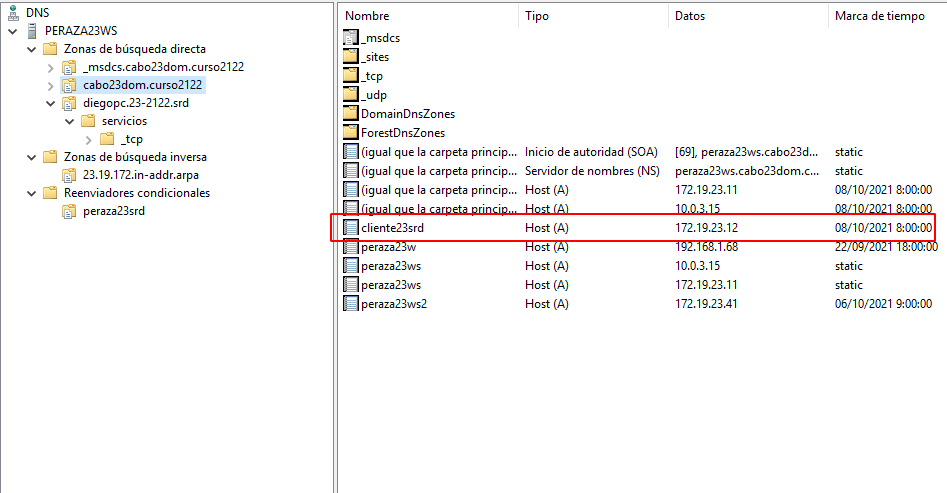 DNS
PERAZA23WS
Zonas de búsqueda directa
_msdcs.cabo23dom.curso2122
cabo23dom.curso2122
diegopc.23-2122.srd
servicios
_tcp
Zonas de búsqueda inversa
23.19.172.in-addr.arpa
Reenviadores condicionales
peraza23srd
Nombre Tipo Datos Marca de tiempo
_msdcs
_sites
_tcp
_udp
DomainDnsZones
ForestDnsZones
(igual que la carpeta princip... Inicio de autoridad (SOA) [69], peraza23ws.cabo23d... static
(igual que la carpeta princip... Servidor de nombres (NS) peraza23ws.cabo23dom.c... static
(igual que la carpeta princip... Host (A) 172.19.23.11 08/10/2021 8:00:00
(igual que la carpeta princip... Host (A) 10.0.3.15 08/10/2021 8:00:00
cliente23srd Host (A) 172.19.23.12 08/10/2021 8:00:00
peraza23w Host (A) 192.168.1.68 22/09/2021 18:00:00
peraza23ws Host (A) 10.0.3.15 static
peraza23ws Host (A) 172.19.23.11 static
peraza23ws2 Host (A) 172.19.23.41 06/10/2021 9:00:00